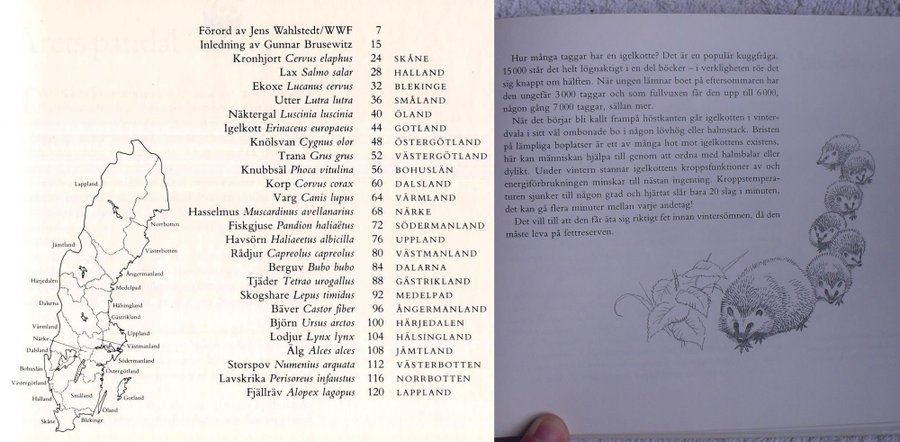 Förord av Jens Wahlstedt/WWF 7
Inledning av Gunnar Brusewitz 15
Kronhjort Cervus elaphus 24 SKÅNE
Lax Salmo salar 28 HALLAND
Ekoxe Lucanus cervus 32 BLEKINGE
Utter Lutra lutra 36 SMÅLAND
Näktergal Luscinia luscinia 40 ÖLAND
Igelkott Erinaceus europaeus 44 GOTLAND
Knölsvan Cygnus olor 48 ÖSTERGÖTLAND
Trana Grus grus 52 VÄSTERGÖTLAND
Knubbsäl Phoca vitulina 56 BOHUSLÄN
Korp Corvus corax 60 DALSLAND
Varg Canis lupus 64 VÄRMLAND
Hasselmus Muscardinus avellanarius 68 NÄRKE
Fiskgjuse Pandion haliaëtus 72 SÖDERMANLAND
Havsörn Haliaeetus albicilla 76 UPPLAND
Rådjur Capreolus capreolus 80 VÄSTMANLAND
Berguv Bubo bubo 84 DALARNA
Tjäder Tetrao urogallus 88 GÄSTRIKLAND
Skogshare Lepus timidus 92 MEDELPAD
Bäver Castor fiber 96 ÅNGERMANLAND
Björn Ursus arctos 100 HÄRJEDALEN
Lodjur Lynx lynx 104 HÄLSINGLAND
Älg Alces alces 108 JÄMTLAND
Storspov Numenius arquata 112 VÄSTERBOTTEN
Lavskrika Perisoreus infaustus 116 NORRBOTTEN
Fjällräv Alopex lagopus 120 LAPPLAND
Lappland
Norrbotten
Jämtland
Västerbotten
Ångermanland
Härjedalen
Medelpad
Dalarna
Hälsingland
Gästrikland
Värmland
Uppland
Närke
Västmanland
Dalsland
Södermanland
Bohuslän
Östergötland
Västergötland
Småland
Halland
Gotland
Öland
Skåne
Blekinge
Hur många taggar har en igelkotte? Det är en populär kuggfråga.
15 000 står det helt lögnaktigt i en del böcker – i verkligheten rör det
sig knappt om hälften. När ungen lämnar boet på eftersommaren har
den ungefär 3 000 taggar och som fullvuxen får den upp till 6 000,
någon gång 7 000 taggar, sällan mer.
När det börjar bli kallt frampå höstkanten går igelkotten i vinter-
dvala i sitt väl ombonade bo i någon lövhög eller halmstack. Bristen
på lämpliga boplatser är ett av många hot mot igelkottens existens,
här kan människan hjälpa till genom att ordna med halmbalar eller
dylikt. Under vintern stannar igelkottens kroppsfunktioner av och
energiförbrukningen minskar till nästan ingenting. Kroppstempera-
turen sjunker till någon grad och hjärtat slår bara 20 slag i minuten,
det kan gå flera minuter mellan varje andetag!
Det vill till att den får äta sig riktigt fet innan vintersömnen, då den
måste leva på fettreserven.